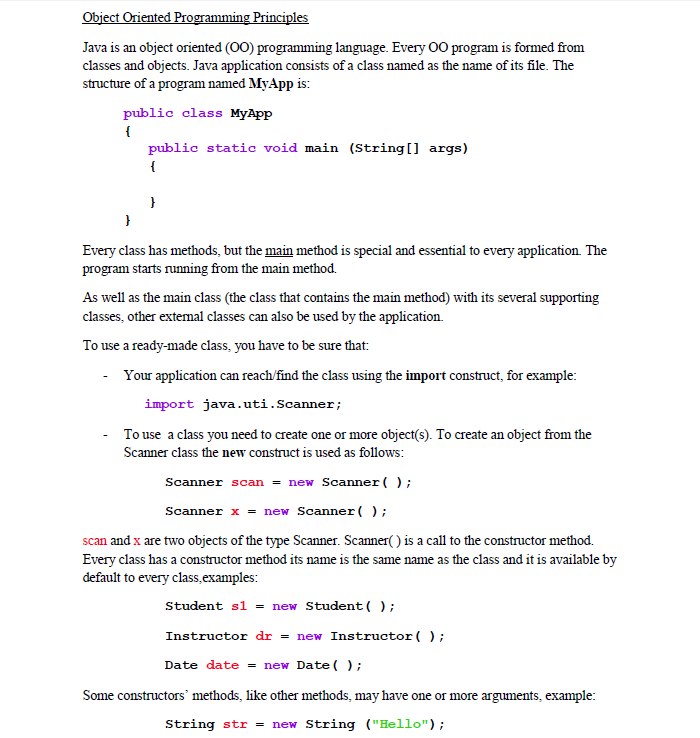 Object Oriented Programming Principles
Java is an object oriented (OO) programming language. Every OO program is formed from
classes and objects. Java application consists of a class named as the name of its file. The
structure of a program named MyApp is:
public class MyApp
{
public static void main (String[] args)
{
}
}
Every class has methods, but the main method is special and essential to every application. The
program starts running from the main method.
As well as the main class (the class that contains the main method) with its several supporting
classes, other external classes can also be used by the application.
To use a ready-made class, you have to be sure that:
- Your application can reach/find the class using the import construct, for example:
import java.uti.Scanner;
- To use a class you need to create one or more object(s). To create an object from the
Scanner class the new construct is used as follows:
Scanner scan = new Scanner( );
Scanner x = new Scanner( );
scan and x are two objects of the type Scanner. Scanner( ) is a call to the constructor method.
Every class has a constructor method its name is the same name as the class and it is available by
default to every class,examples:
Student s1 = new Student( );
Instructor dr = new Instructor( );
Date date = new Date( );
Some constructors' methods, like other methods, may have one or more arguments, example:
String str = new String ("Hello");